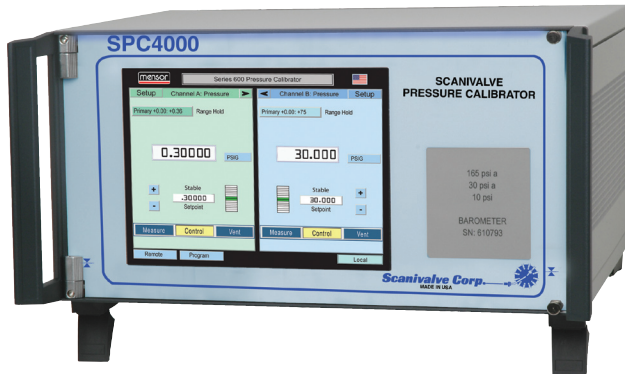 SPC4000
mensor
Series 600 Pressure Calibrator
Setup Channel A: Pressure
Channel B: Pressure Setup
Primary +0.00: +0.35 Range Hold
Primary +0.00: +75 Range Hold
0.30000 PSIG
30.000 PSIG
+ Stable
.30000
- Setpoint
Stable +
30.000
Setpoint -
Measure Control Vent
Measure Control Vent
Remote Program
Local
SCANIVALVE
PRESSURE CALIBRATOR
165 psi a
30 psi a
10 psi
BAROMETER
SN: 610793
Scanivalve Corp.
MADE IN USA